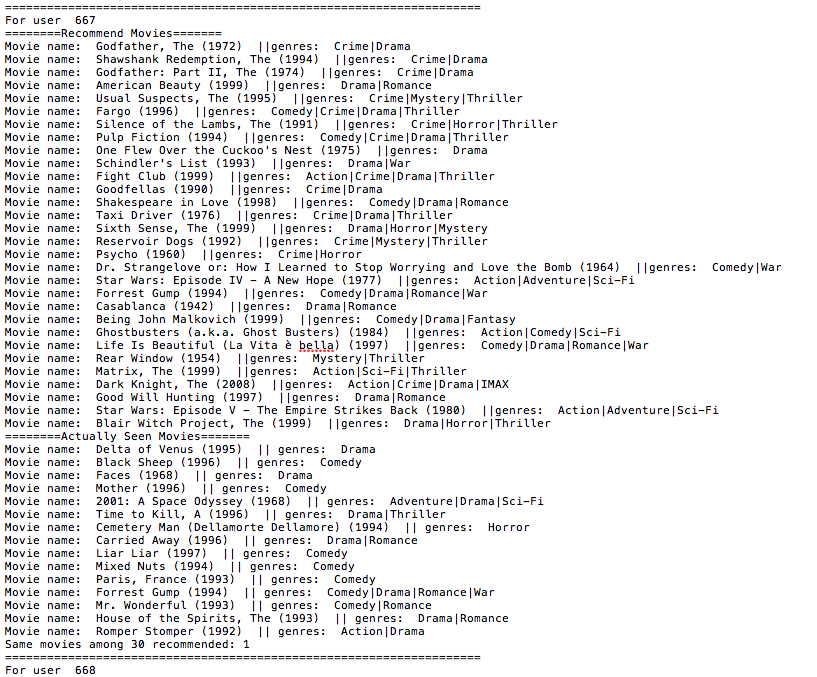 ====================================================================
For user  667
========Recommend Movies=======
Movie name:  Godfather, The (1972)  ||genres:  Crime|Drama
Movie name:  Shawshank Redemption, The (1994)  ||genres:  Crime|Drama
Movie name:  Godfather: Part II, The (1974)  ||genres:  Crime|Drama
Movie name:  American Beauty (1999)  ||genres:  Drama|Romance
Movie name:  Usual Suspects, The (1995)  ||genres:  Crime|Mystery|Thriller
Movie name:  Fargo (1996)  ||genres:  Comedy|Crime|Drama|Thriller
Movie name:  Silence of the Lambs, The (1991)  ||genres:  Crime|Horror|Thriller
Movie name:  Pulp Fiction (1994)  ||genres:  Comedy|Crime|Drama|Thriller
Movie name:  One Flew Over the Cuckoo's Nest (1975)  ||genres:  Drama
Movie name:  Schindler's List (1993)  ||genres:  Drama|War
Movie name:  Fight Club (1999)  ||genres:  Action|Crime|Drama|Thriller
Movie name:  Goodfellas (1990)  ||genres:  Crime|Drama
Movie name:  Shakespeare in Love (1998)  ||genres:  Comedy|Drama|Romance
Movie name:  Taxi Driver (1976)  ||genres:  Crime|Drama|Thriller
Movie name:  Sixth Sense, The (1999)  ||genres:  Drama|Horror|Mystery
Movie name:  Reservoir Dogs (1992)  ||genres:  Crime|Mystery|Thriller
Movie name:  Psycho (1960)  ||genres:  Crime|Horror
Movie name:  Dr. Strangelove or: How I Learned to Stop Worrying and Love the Bomb (1964)  ||genres:  Comedy|War
Movie name:  Star Wars: Episode IV - A New Hope (1977)  ||genres:  Action|Adventure|Sci-Fi
Movie name:  Forrest Gump (1994)  ||genres:  Comedy|Drama|Romance|War
Movie name:  Casablanca (1942)  ||genres:  Drama|Romance
Movie name:  Being John Malkovich (1999)  ||genres:  Comedy|Drama|Fantasy
Movie name:  Ghostbusters (a.k.a. Ghost Busters) (1984)  ||genres:  Action|Comedy|Sci-Fi
Movie name:  Life Is Beautiful (La Vita è bella) (1997)  ||genres:  Comedy|Drama|Romance|War
Movie name:  Rear Window (1954)  ||genres:  Mystery|Thriller
Movie name:  Matrix, The (1999)  ||genres:  Action|Sci-Fi|Thriller
Movie name:  Dark Knight, The (2008)  ||genres:  Action|Crime|Drama|IMAX
Movie name:  Good Will Hunting (1997)  ||genres:  Drama|Romance
Movie name:  Star Wars: Episode V - The Empire Strikes Back (1980)  ||genres:  Action|Adventure|Sci-Fi
Movie name:  Blair Witch Project, The (1999)  ||genres:  Drama|Horror|Thriller
========Actually Seen Movies=======
Movie name:  Delta of Venus (1995)  || genres:  Drama
Movie name:  Black Sheep (1996)  || genres:  Comedy
Movie name:  Faces (1968)  || genres:  Drama
Movie name:  Mother (1996)  || genres:  Comedy
Movie name:  2001: A Space Odyssey (1968)  || genres:  Adventure|Drama|Sci-Fi
Movie name:  Time to Kill, A (1996)  || genres:  Drama|Thriller
Movie name:  Cemetery Man (Dellamorte Dellamore) (1994)  || genres:  Horror
Movie name:  Carried Away (1996)  || genres:  Drama|Romance
Movie name:  Liar Liar (1997)  || genres:  Comedy
Movie name:  Mixed Nuts (1994)  || genres:  Comedy
Movie name:  Paris, France (1993)  || genres:  Comedy
Movie name:  Forrest Gump (1994)  || genres:  Comedy|Drama|Romance|War
Movie name:  Mr. Wonderful (1993)  || genres:  Comedy|Romance
Movie name:  House of the Spirits, The (1993)  || genres:  Drama|Romance
Movie name:  Romper Stomper (1992)  || genres:  Action|Drama
Same movies among 30 recommended: 1
====================================================================
For user  668